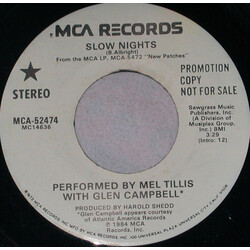 MCA RECORDS
SLOW NIGHTS
(B.Albright)
From the MCA LP, MCA-5472 "New Patches"
STEREO
PROMOTION
COPY
NOT FOR SALE
MCA-52474
MC14636
Sawgrass Music
Publishers, Inc.
(A Division of
Musiplex Group,
Inc.) BMI
3:29
(Intro: 12)
PERFORMED BY MEL TILLIS
WITH GLEN CAMPBELL*
PRODUCED BY HAROLD SHEDD
*Glen Campbell appears courtesy
of Atlantic America Records
℗ 1984 MCA
Records, Inc.